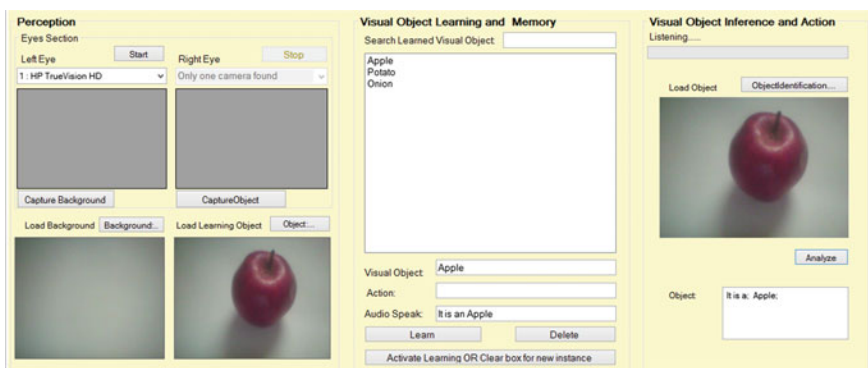 Perception
Eyes Section
Left Eye
Start
Right Eye
Stop
1 : HP TrueVision HD
Only one camera found
Capture Background
CaptureObject
Load Background
Background:..
Load Learning Object
Object:...
Visual Object Learning and Memory
Search Learned Visual Object:
Apple
Potato
Onion
Visual Object:
Apple
Action:
Audio Speak:
It is an Apple
Learn
Delete
Activate Learning OR Clear box for new instance
Visual Object Inference and Action
Listening.....
Load Object
ObjectIdentification...
Analyze
Object:
It is a; Apple;